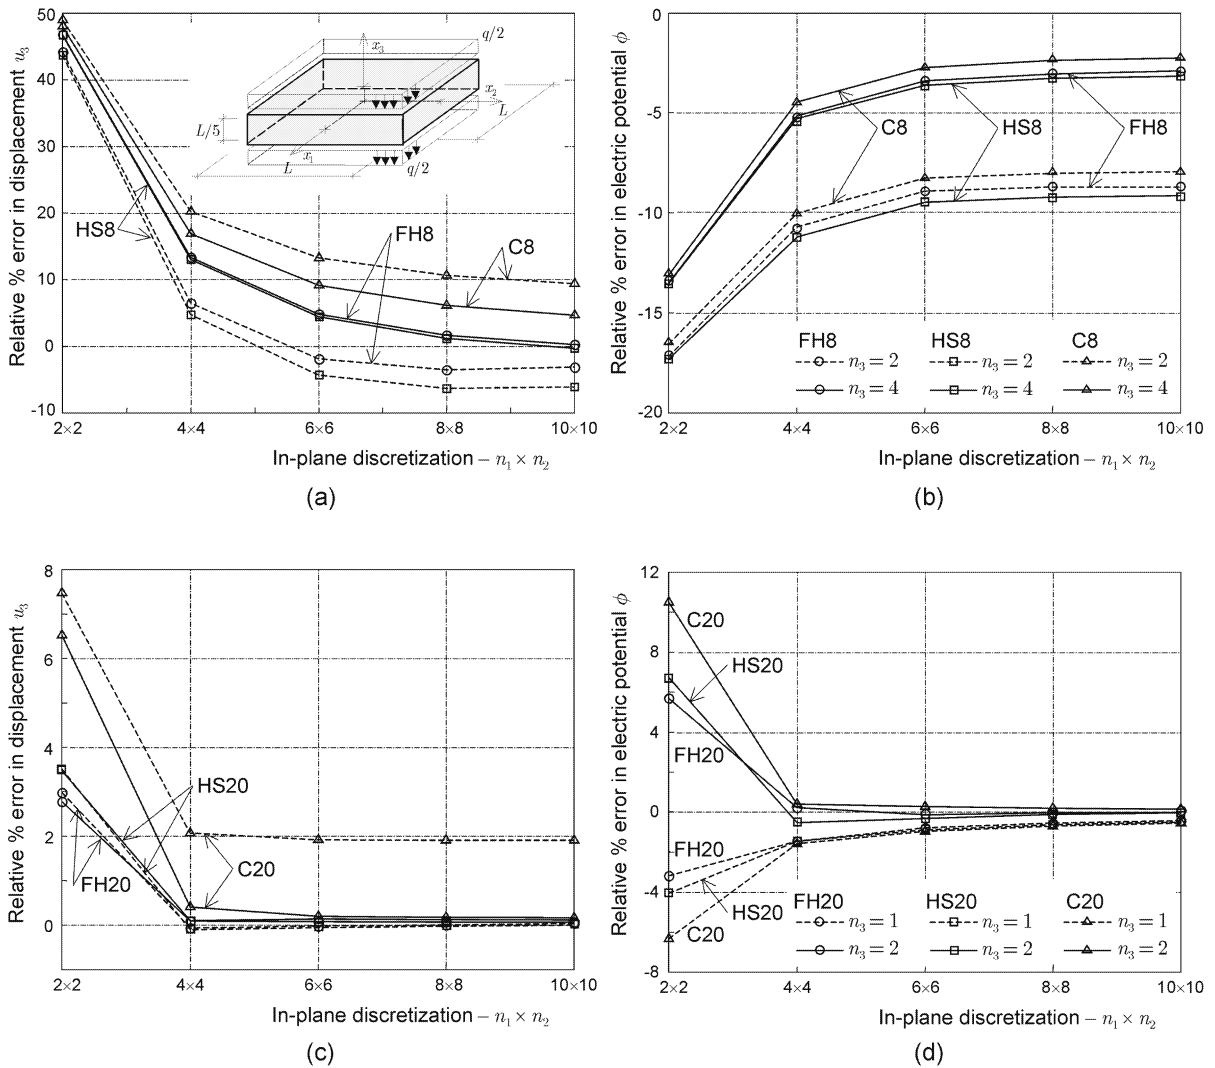 50
40
30
20
10
0
-10
Relative % error in displacement u₃
x₃
q/2
x₂
L
L/5
x₁
q/2
L
HS8
FH8
C8
2×2
4×4
6×6
8×8
10×10
In-plane discretization – n₁ × n₂
(a)
0
-5
-10
-15
-20
Relative % error in electric potential ϕ
C8
HS8
FH8
FH8
HS8
C8
n₃ = 2
n₃ = 2
n₃ = 2
n₃ = 4
n₃ = 4
n₃ = 4
2×2
4×4
6×6
8×8
10×10
In-plane discretization – n₁ × n₂
(b)
8
6
4
2
0
Relative % error in displacement u₃
HS20
FH20
C20
2×2
4×4
6×6
8×8
10×10
In-plane discretization – n₁ × n₂
(c)
12
8
4
0
-4
-8
Relative % error in electric potential ϕ
C20
HS20
FH20
FH20
HS20
C20
FH20
HS20
C20
n₃ = 1
n₃ = 1
n₃ = 1
n₃ = 2
n₃ = 2
n₃ = 2
2×2
4×4
6×6
8×8
10×10
In-plane discretization – n₁ × n₂
(d)